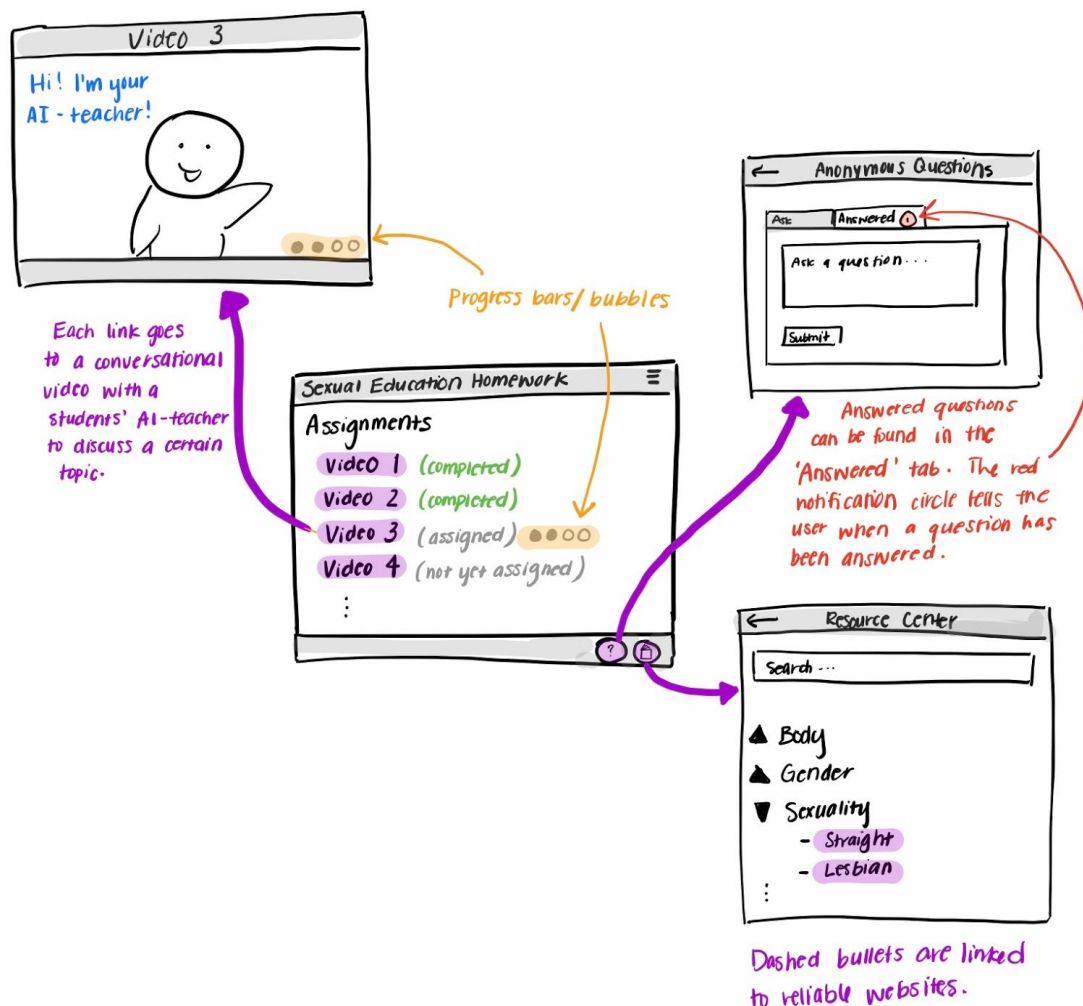 Video 3
Hi! I'm your
AI-teacher!
Each link goes
to a conversational
video with a
students' AI-teacher
to discuss a certain
topic.
Progress bars/bubbles
Sexual Education Homework
Assignments
Video 1 (completed)
Video 2 (completed)
Video 3 (assigned)
Video 4 (not yet assigned)
⋮
?
← Anonymous Questions
Ask
Answered 1
Ask a question...
Submit
Answered questions
can be found in the
'Answered' tab. The red
notification circle tells the
user when a question has
been answered.
← Resource Center
Search ...
▲ Body
▲ Gender
▼ Sexuality
- Straight
- Lesbian
⋮
Dashed bullets are linked
to reliable websites.